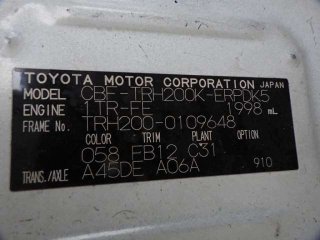 TOYOTA MOTOR CORPORATION JAPAN
MODEL CBF-TRH200K-ERPDK5
ENGINE 1TR-FE 1998 mL
FRAME No. TRH200-0109648
COLOR TRIM PLANT OPTION
058 EB12 C31
TRANS./AXLE A45DE A06A 910